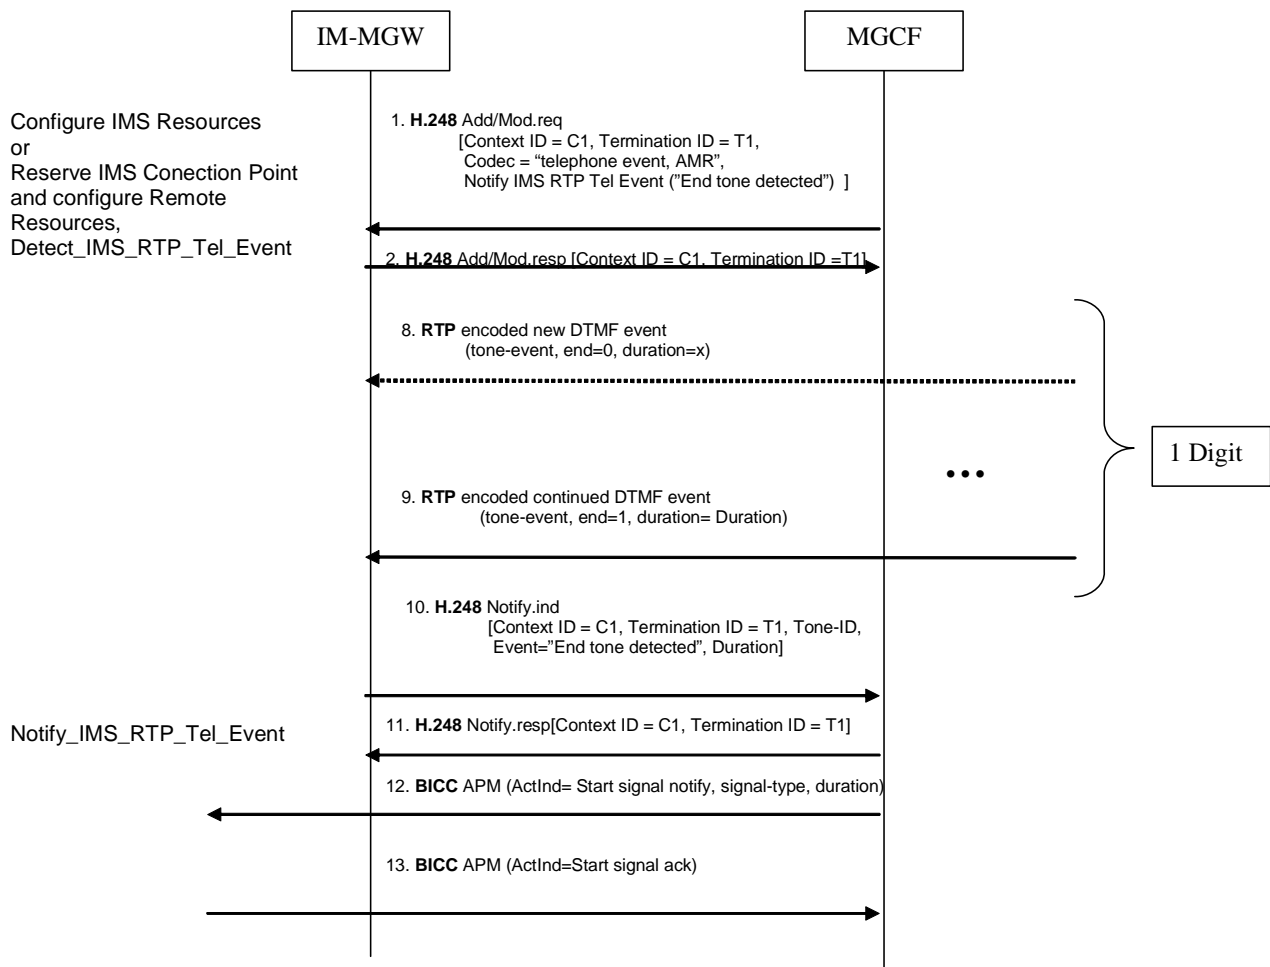 IM-MGW
MGCF
Configure IMS Resources
or
Reserve IMS Conection Point
and configure Remote
Resources,
Detect_IMS_RTP_Tel_Event
1. H.248 Add/Mod.req
[Context ID = C1, Termination ID = T1,
Codec = “telephone event, AMR”,
Notify IMS RTP Tel Event (”End tone detected”) ]
2. H.248 Add/Mod.resp [Context ID = C1, Termination ID =T1]
8. RTP encoded new DTMF event
(tone-event, end=0, duration=x)
1 Digit
...
9. RTP encoded continued DTMF event
(tone-event, end=1, duration= Duration)
10. H.248 Notify.ind
[Context ID = C1, Termination ID = T1, Tone-ID,
Event=”End tone detected”, Duration]
Notify_IMS_RTP_Tel_Event
11. H.248 Notify.resp[Context ID = C1, Termination ID = T1]
12. BICC APM (ActInd= Start signal notify, signal-type, duration)
13. BICC APM (ActInd=Start signal ack)